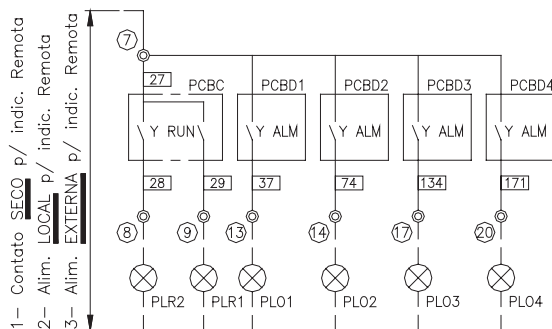 1- Contato SECO p/ indic. Remota
2- Alim. LOCAL p/ indic. Remota
3- Alim. EXTERNA p/ indic. Remota
7
27
PCBC PCBD1 PCBD2 PCBD3 PCBD4
Y RUN Y ALM Y ALM Y ALM Y ALM
28 29 37 74 134 171
8 9 13 14 17 20
PLR2 PLR1 PLO1 PLO2 PLO3 PLO4